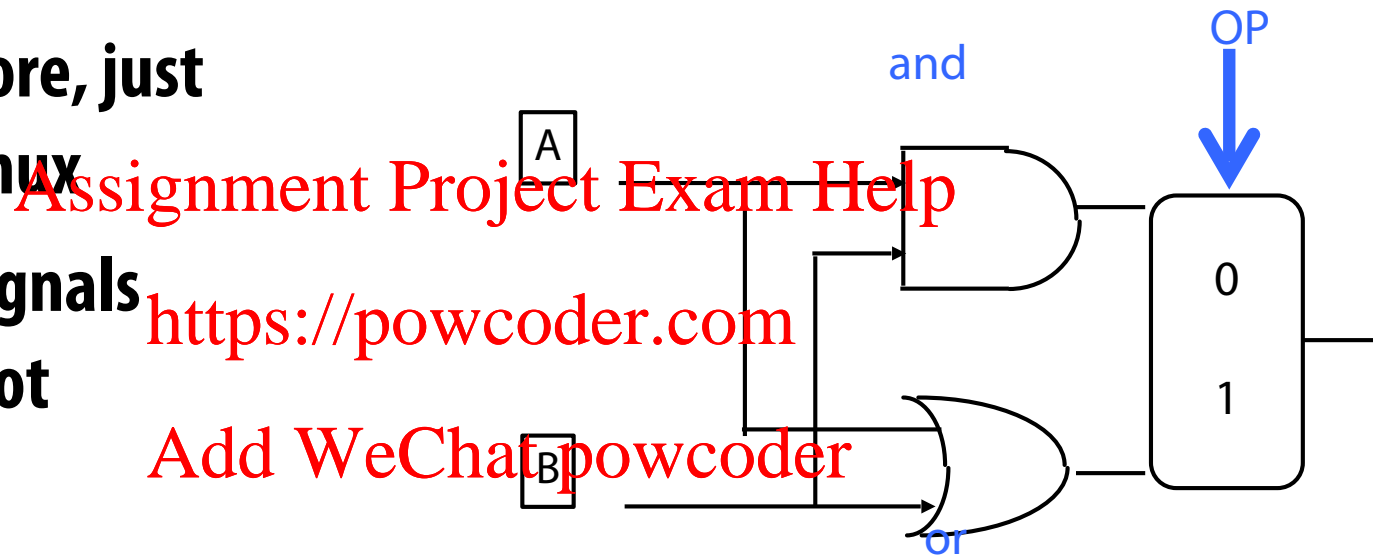 OP
and
ore, just
A
mux
Assignment Project Exam Help
gnals
0
https://powcoder.com
ot
1
Add WeChat powcoder
B
or